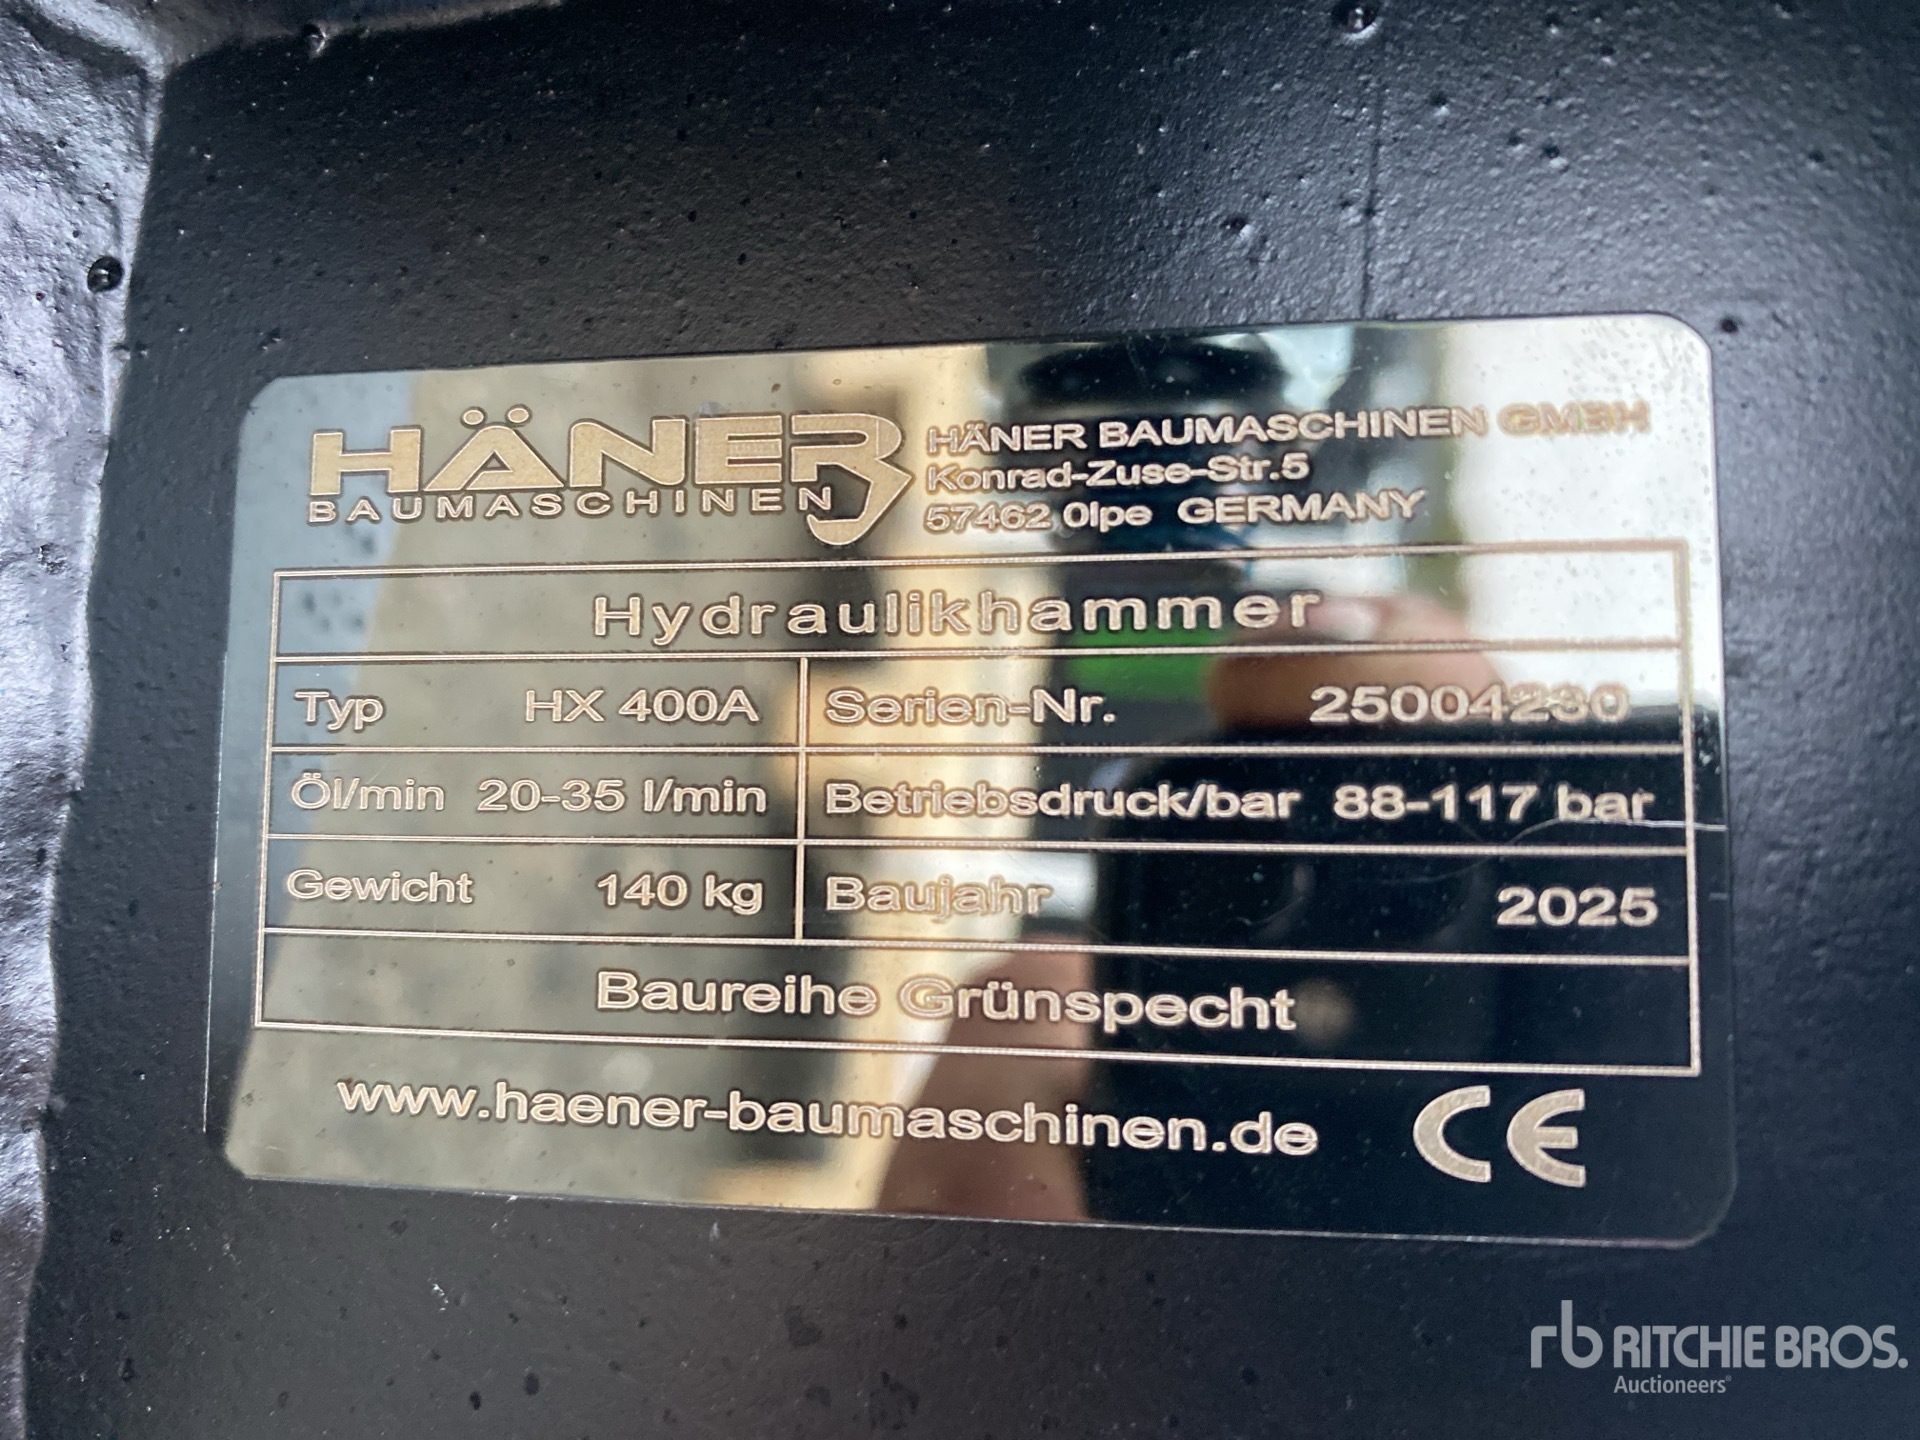 HÄNER
BAUMASCHINEN
HÄNER BAUMASCHINEN GMBH
Konrad-Zuse-Str.5
57462 Olpe GERMANY
Hydraulikhammer
Typ HX 400A Serien-Nr. 25004230
Öl/min 20-35 l/min Betriebsdruck/bar 88-117 bar
Gewicht 140 kg Baujahr 2025
Baureihe Grünspecht
www.haener-baumaschinen.de CE
rb RITCHIE BROS.
Auctioneers